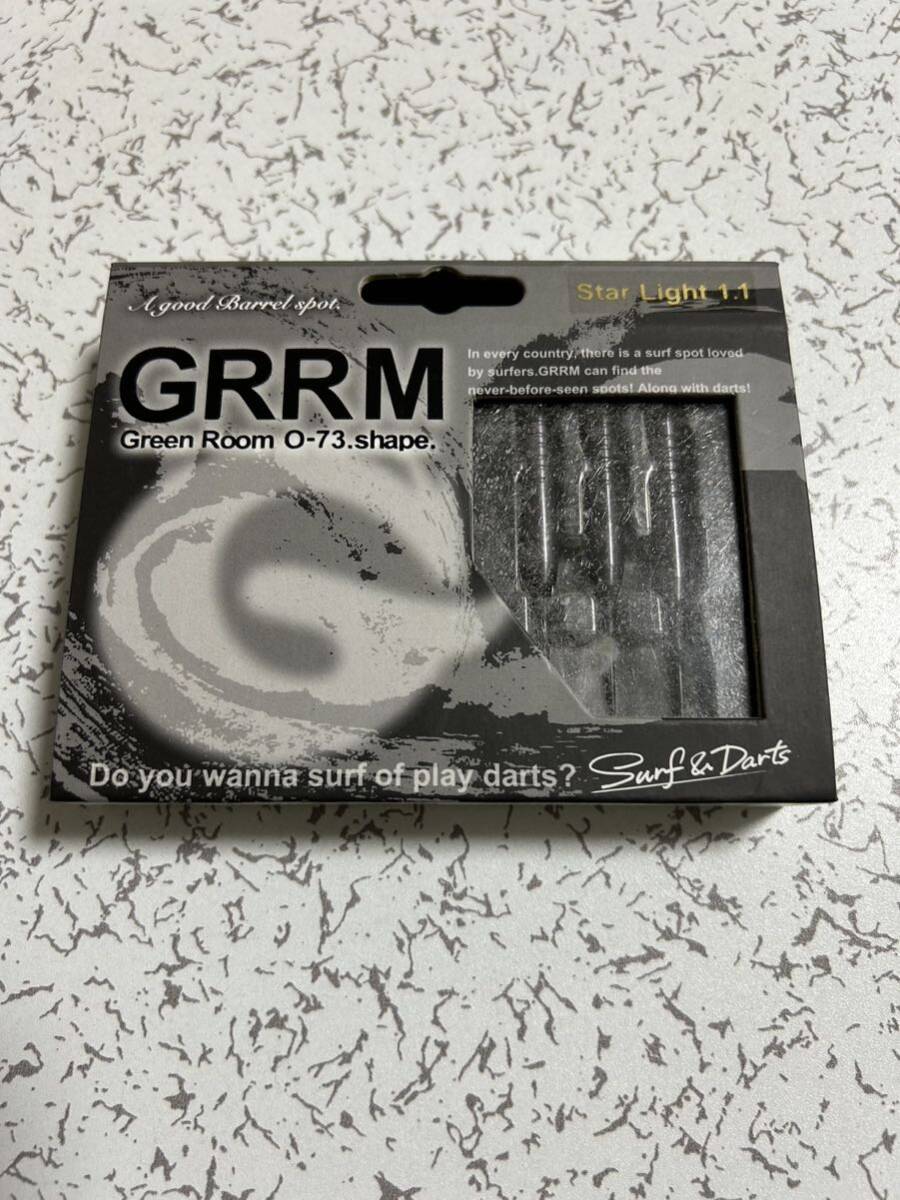 A good Barrel spot.
Star Light 1.1
GRRM
Green Room O-73.shape.
In every country, there is a surf spot loved
by surfers.GRRM can find the
never-before-seen spots! Along with darts!
Do you wanna surf of play darts?
Surf & Darts